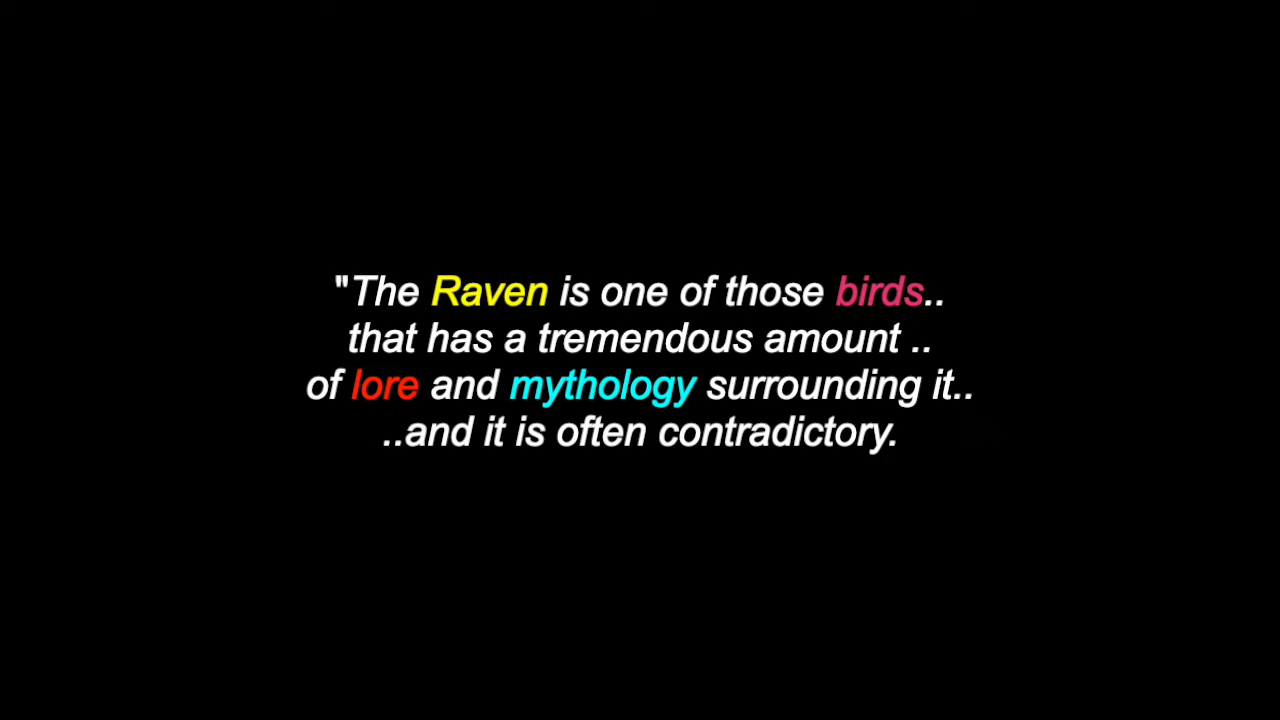 "The Raven is one of those birds..
that has a tremendous amount ..
of lore and mythology surrounding it..
..and it is often contradictory.